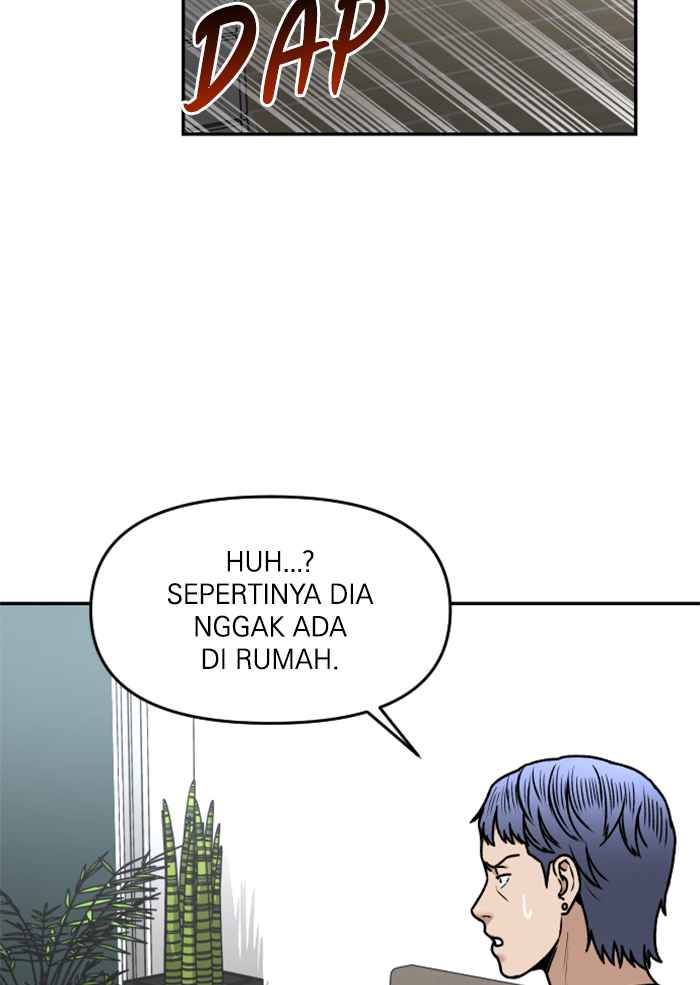 DAP
HUH...?
SEPERTINYA DIA
NGGAK ADA
DI RUMAH.